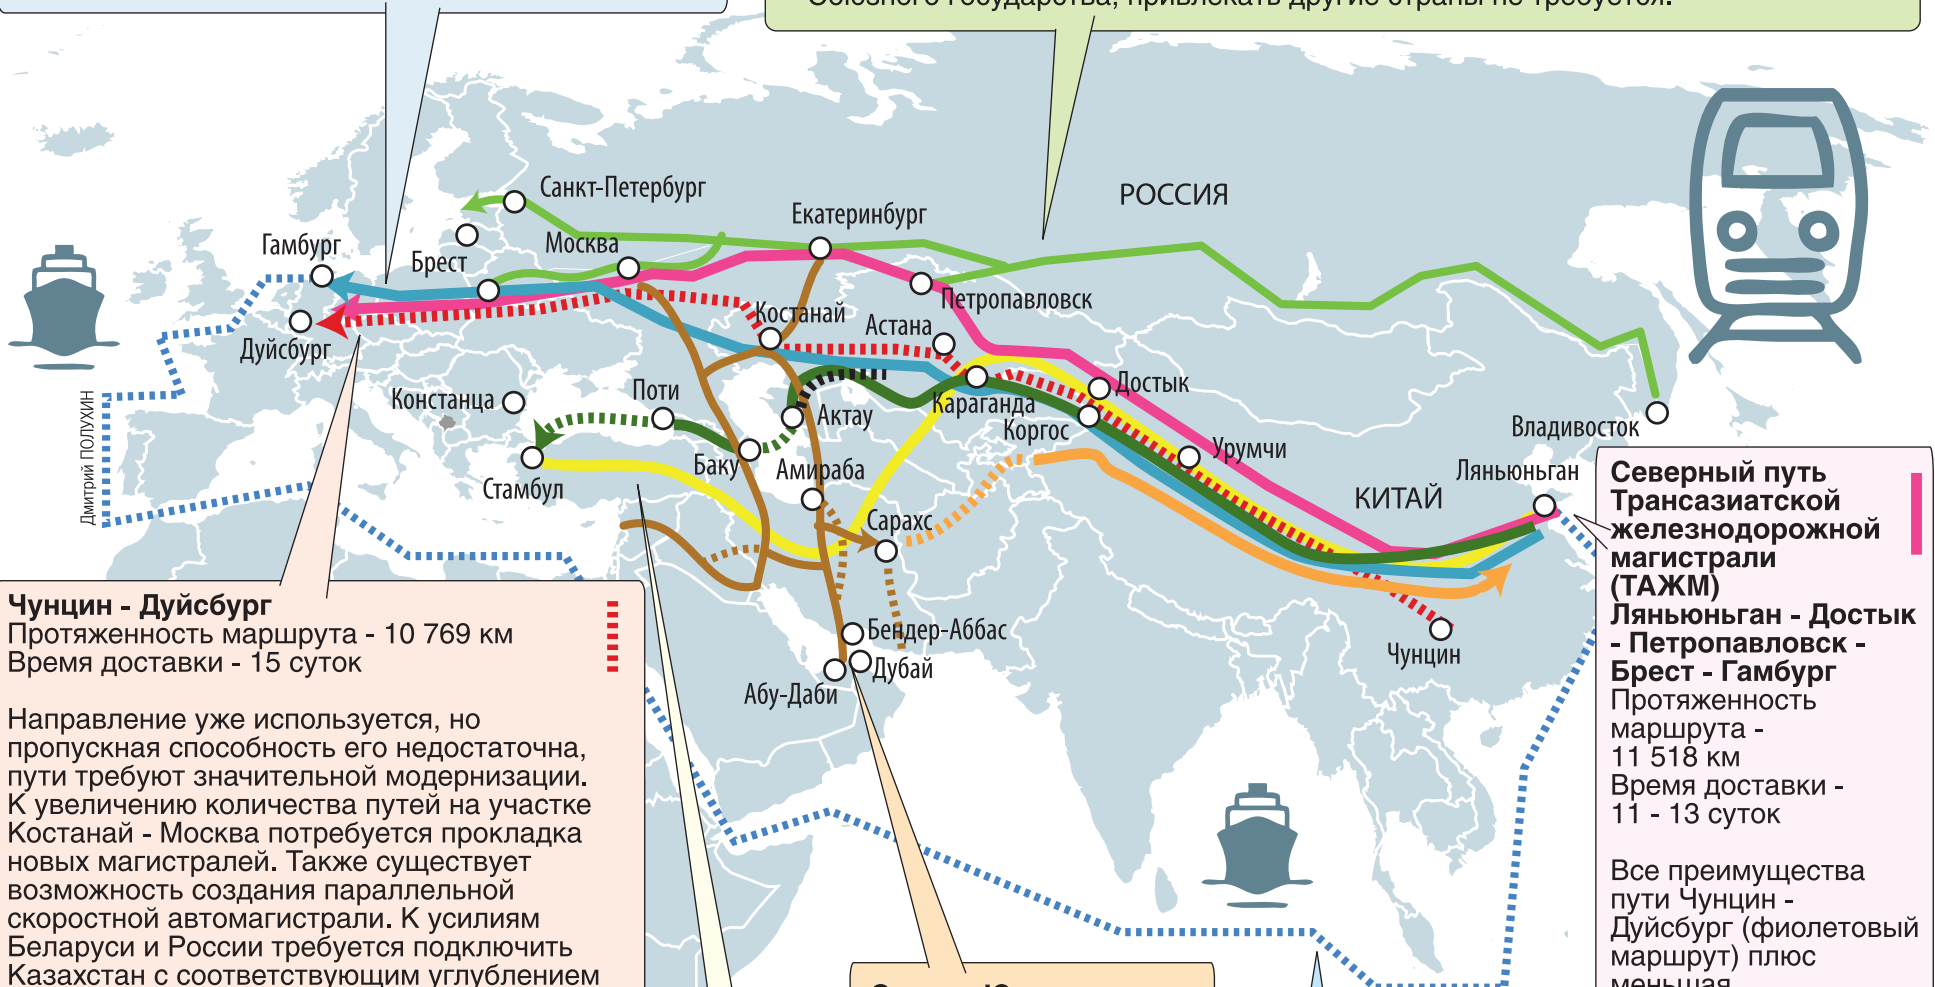 Союзного государства, привлекать другие страны не требуется.
РОССИЯ
Санкт-Петербург
Екатеринбург
Москва
Гамбург
Брест
Петропавловск
Костанай
Астана
Дуйсбург
Достык
Поти
Констанца
Караганда
Актау
Коргос
Владивосток
Урумчи
Баку
Амираба
Ляньюньган
Стамбул
КИТАЙ
Сарахс
Дмитрий ПОЛУХИН
Бендер-Аббас
Чунцин
Дубай
Абу-Даби
Чунцин - Дуйсбург
Протяженность маршрута - 10 769 км
Время доставки - 15 суток
Направление уже используется, но
пропускная способность его недостаточна,
пути требуют значительной модернизации.
К увеличению количества путей на участке
Костанай - Москва потребуется прокладка
новых магистралей. Также существует
возможность создания параллельной
скоростной автомагистрали. К усилиям
Беларуси и России требуется подключить
Казахстан с соответствующим углублением
Северный путь
Трансазиатской
железнодорожной
магистрали
(ТАЖМ)
Ляньюньган - Достык
- Петропавловск -
Брест - Гамбург
Протяженность
маршрута -
11 518 км
Время доставки -
11 - 13 суток
Все преимущества
пути Чунцин -
Дуйсбург (фиолетовый
маршрут) плюс
меньшая